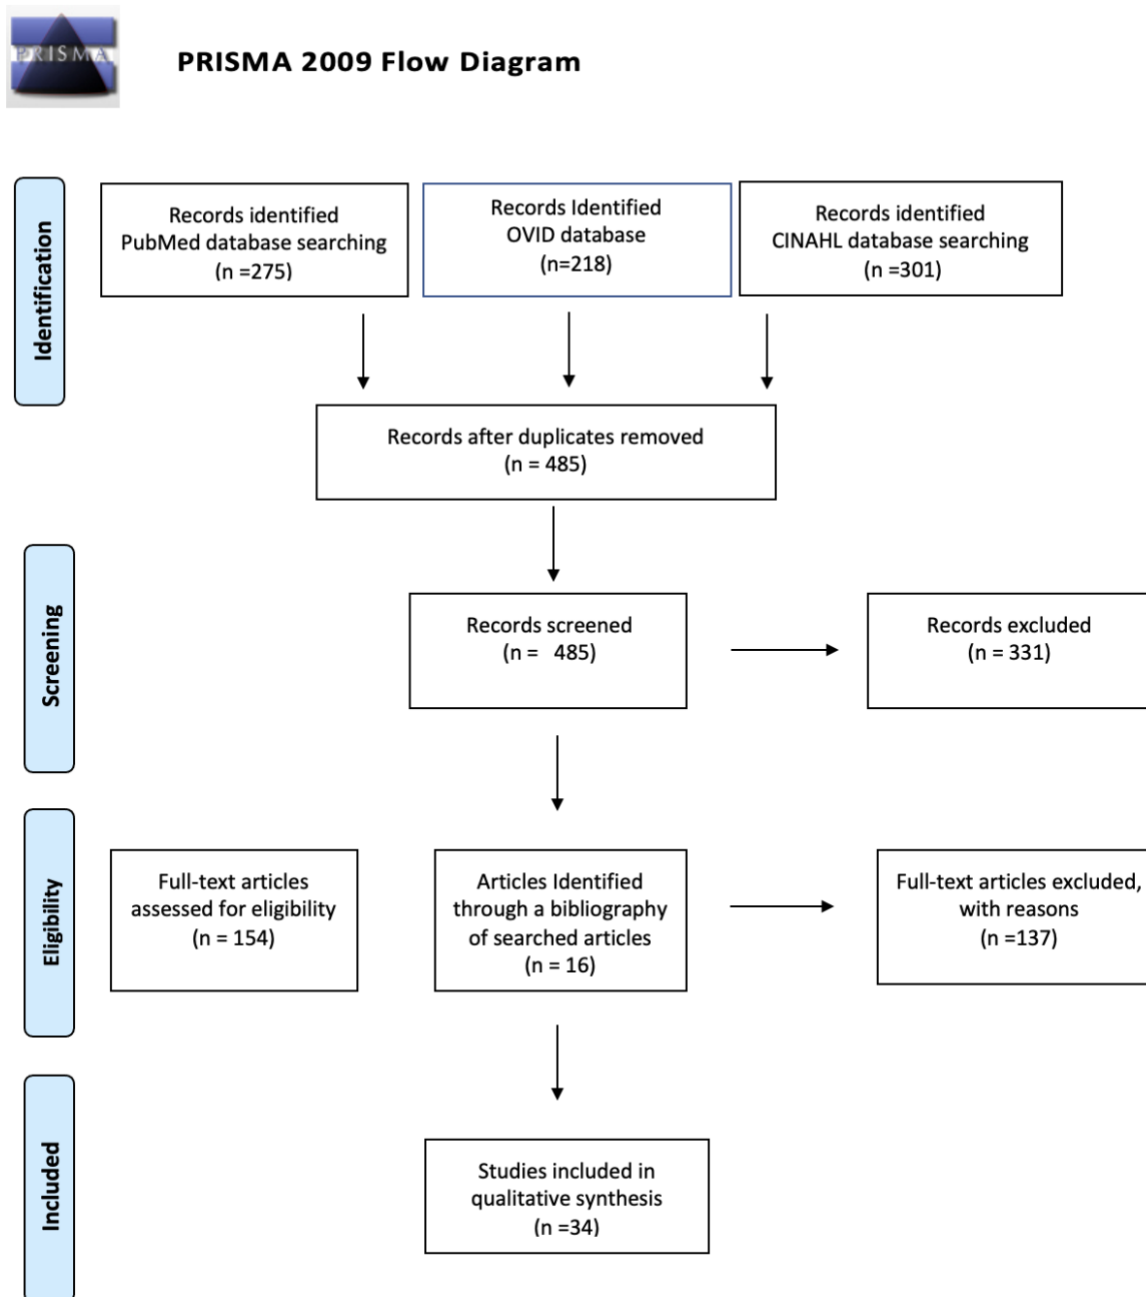 PRISMA
PRISMA 2009 Flow Diagram
Identification
Records identified
PubMed database searching
(n =275)
Records Identified
OVID database
(n=218)
Records identified
CINAHL database searching
(n =301)
Records after duplicates removed
(n = 485)
Screening
Records screened
(n =   485)
Records excluded
(n = 331)
Eligibility
Full-text articles
assessed for eligibility
(n = 154)
Articles Identified
through a bibliography
of searched articles
(n = 16)
Full-text articles excluded,
with reasons
(n =137)
Included
Studies included in
qualitative synthesis
(n =34)